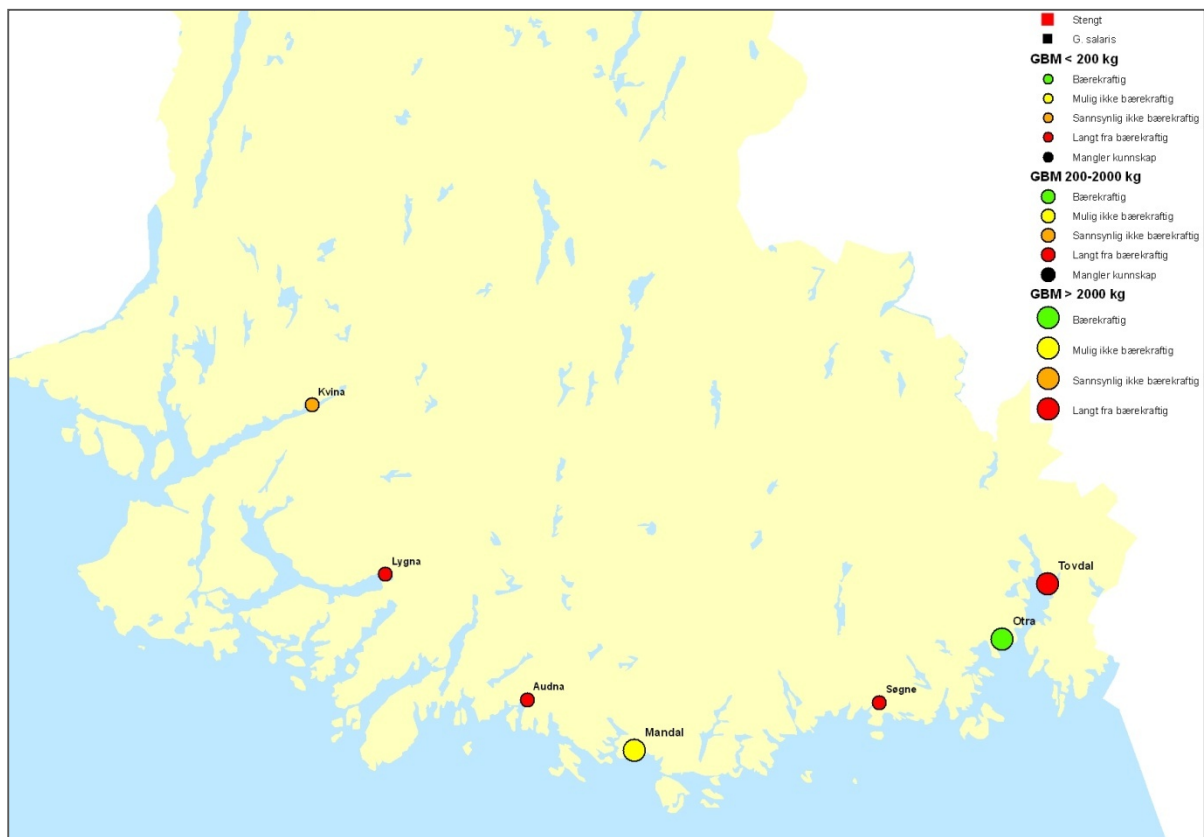 Stengt
G. salaris
GBM < 200 kg
Bærekraftig
Mulig ikke bærekraftig
Sannsynlig ikke bærekraftig
Langt fra bærekraftig
Mangler kunnskap
GBM 200-2000 kg
Bærekraftig
Mulig ikke bærekraftig
Sannsynlig ikke bærekraftig
Langt fra bærekraftig
Mangler kunnskap
GBM > 2000 kg
Bærekraftig
Mulig ikke bærekraftig
Sannsynlig ikke bærekraftig
Langt fra bærekraftig
Kvina
Lygna
Tovdal
Otra
Audna
Søgne
Mandal